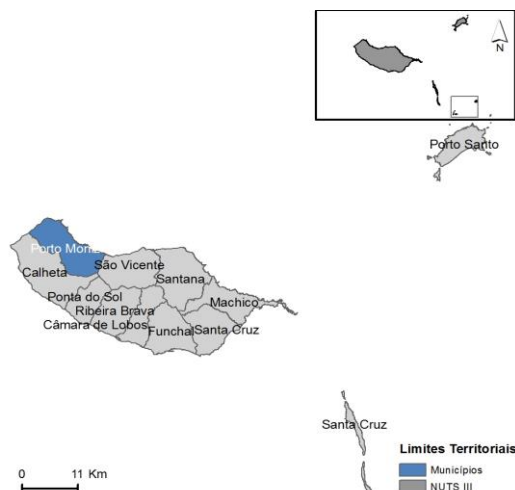 N
Porto Santo
Porto Moniz
São Vicente
Calheta
Santana
Ponta do Sol
Machico
Ribeira Brava
Câmara de Lobos
Funchal
Santa Cruz
Santa Cruz
Limites Territoriais
0 11 Km
Municípios
NUTS III